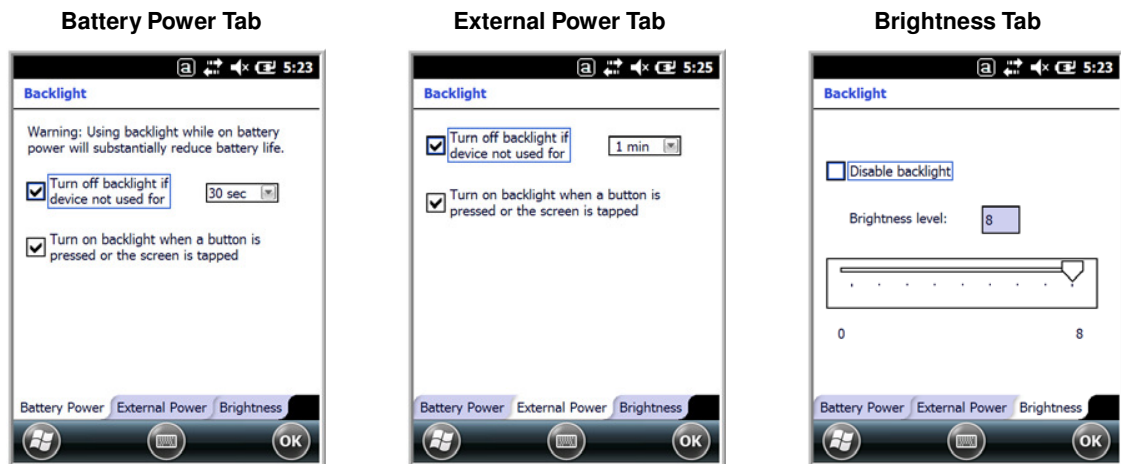 Battery Power Tab
External Power Tab
Brightness Tab
a 5:23
Backlight
Warning: Using backlight while on battery
power will substantially reduce battery life.
Turn off backlight if
device not used for
30 sec
Turn on backlight when a button is
pressed or the screen is tapped
Battery Power External Power Brightness
OK
a 5:25
Backlight
Turn off backlight if
device not used for
1 min
Turn on backlight when a button is
pressed or the screen is tapped
Battery Power External Power Brightness
OK
a 5:23
Backlight
Disable backlight
Brightness level: 8
0 8
Battery Power External Power Brightness
OK